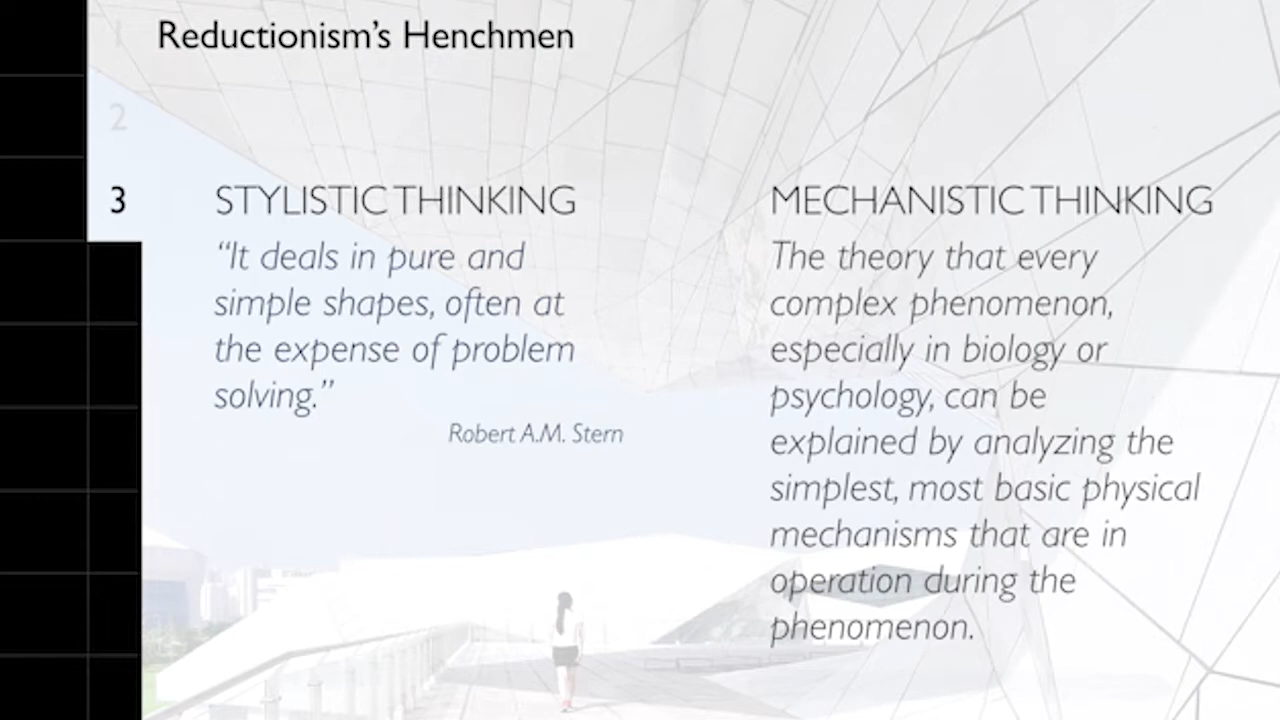 1 Reductionism's Henchmen
2
3
STYLISTIC THINKING
“It deals in pure and
simple shapes, often at
the expense of problem
solving.”
Robert A.M. Stern
MECHANISTIC THINKING
The theory that every
complex phenomenon,
especially in biology or
psychology, can be
explained by analyzing the
simplest, most basic physical
mechanisms that are in
operation during the
phenomenon.